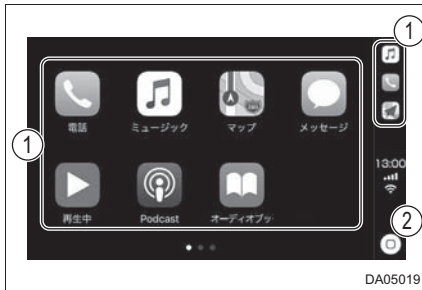 1
電話
ミュージック
マップ
メッセージ
1
再生中
Podcast
オーディオブッ
13:00
2
DA05019